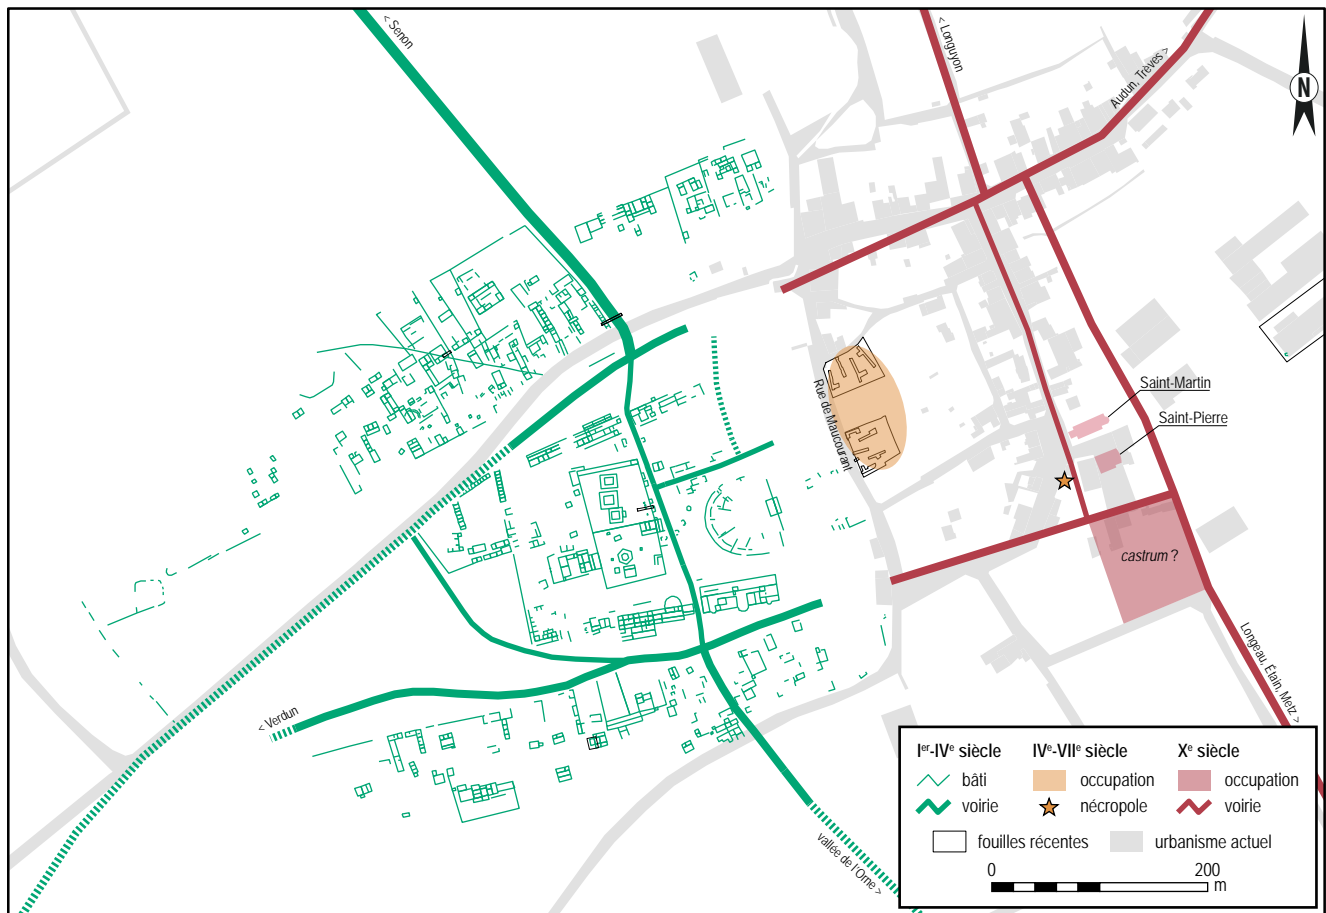 < Senon
< Longuyon
Audun, Trèves >
N
Saint-Martin
Saint-Pierre
Rue de Maucourant
castrum ?
Longeau, Étain, Metz >
< Verdun
vallée de l'Orne >
Ier-IVe siècle
bâti
voirie
IVe-VIIe siècle
occupation
nécropole
Xe siècle
occupation
voirie
fouilles récentes
urbanisme actuel
0
200
m